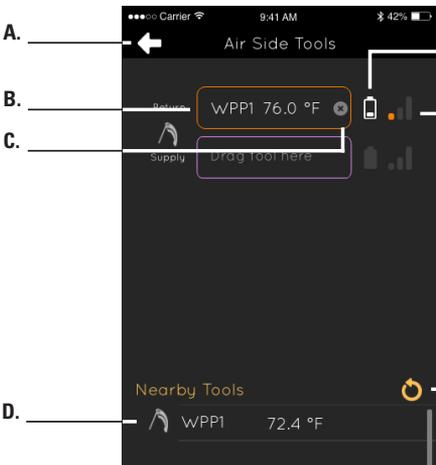 ●●●○○ Carrier 9:41 AM 42%
A.
Air Side Tools
B.
Return
WPP1 76.0 °F
C.
Supply
Drag tool here
Nearby Tools
D.
WPP1 72.4 °F